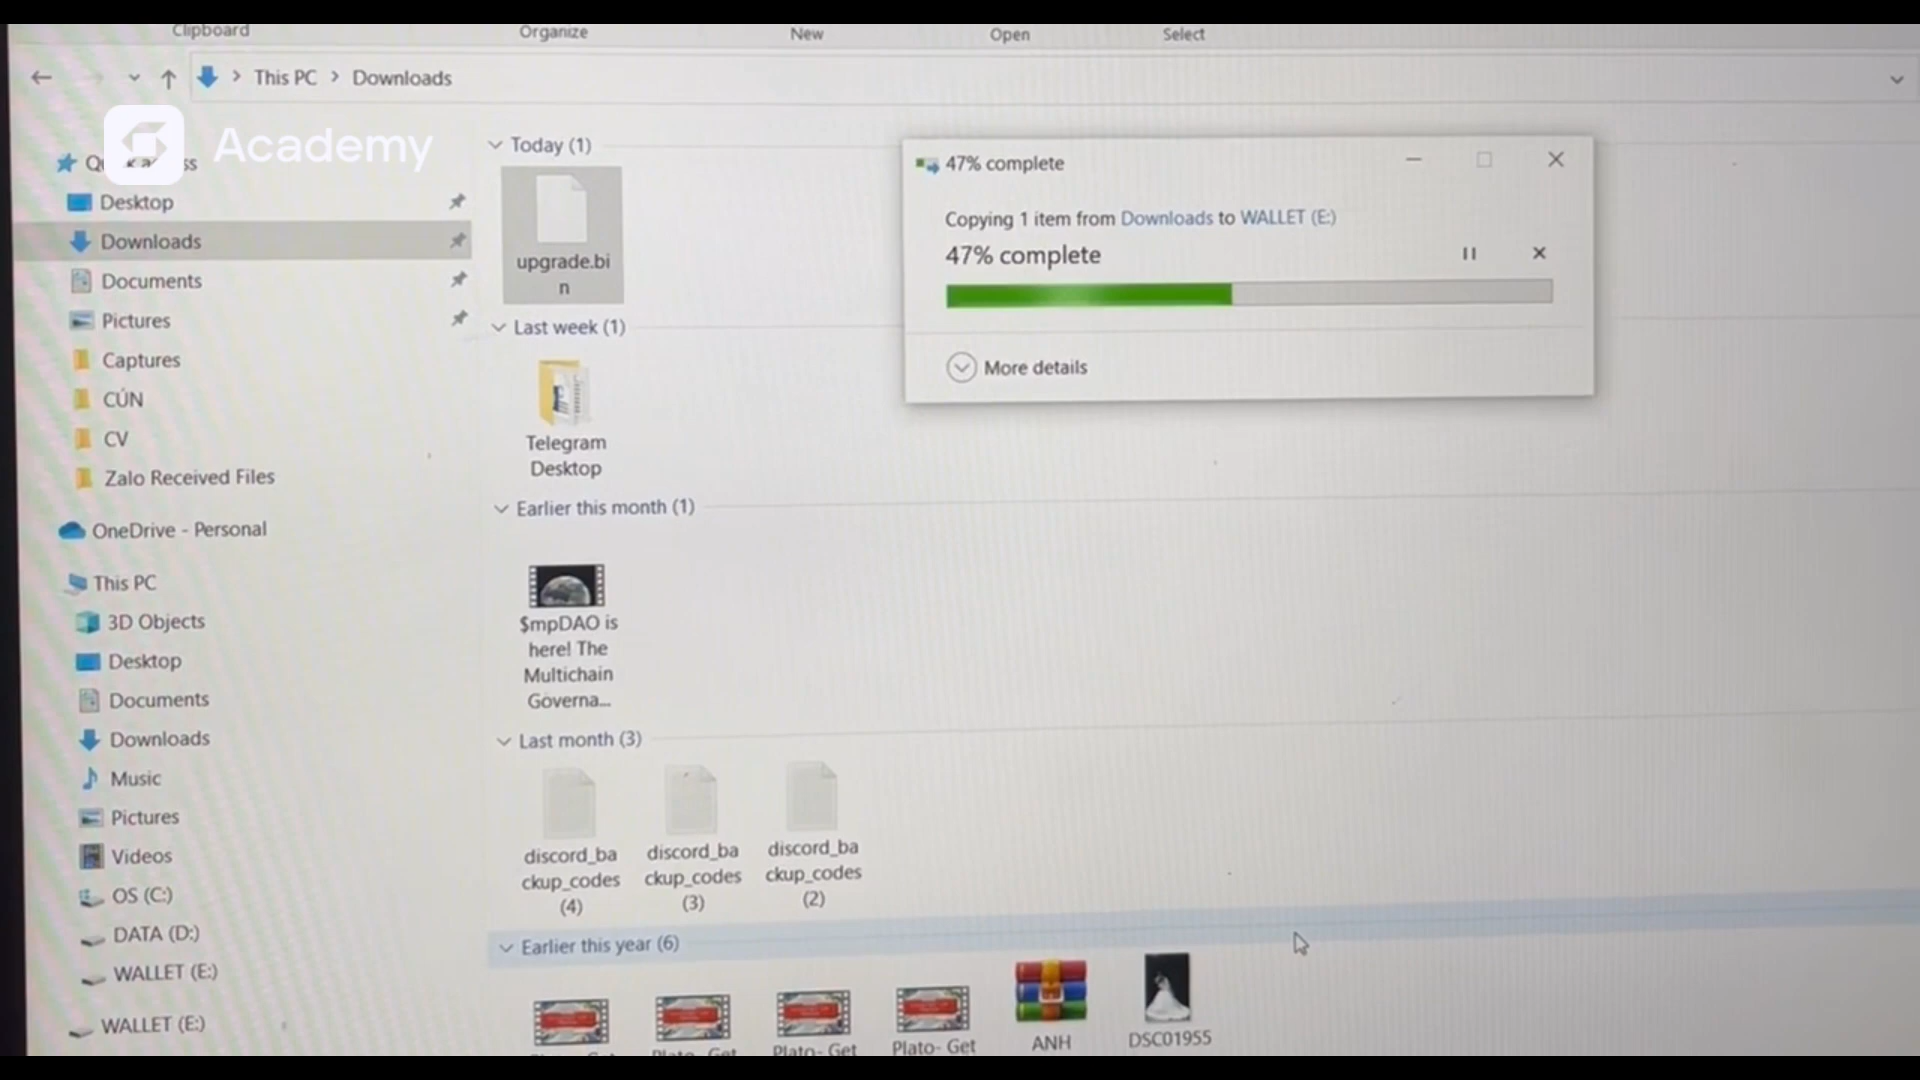 Clipboard
Organize
New
Open
Select
This PC
Downloads
Academy
Desktop
Downloads
Documents
Pictures
Captures
CÚN
CV
Zalo Received Files
OneDrive - Personal
This PC
3D Objects
Desktop
Documents
Downloads
Music
Pictures
Videos
OS (C:)
DATA (D:)
WALLET (E:)
WALLET (E:)
Today (1)
upgrade.bi
n
Last week (1)
Telegram
Desktop
Earlier this month (1)
$mpDAO is
here! The
Multichain
Governa...
Last month (3)
discord_ba
ckup_codes
(4)
discord_ba
ckup_codes
(3)
discord_ba
ckup_codes
(2)
Earlier this year (6)
Plato- Get
Plato- Get
Plato- Get
Plato- Get
ANH
DSC01955
47% complete
Copying 1 item from Downloads to WALLET (E:)
47% complete
More details